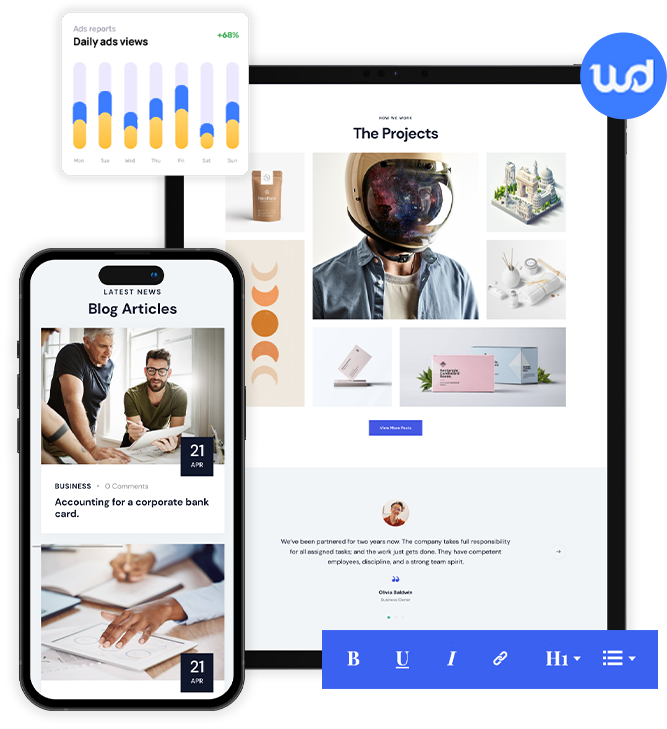 Ads reports
Daily ads views
+68%
Mon Tue Wed Thu Fri Sat Sun
wd
HOW WE WORK
The Projects
View More Posts
We've been partnered for two years now. The company takes full responsibility
for all assigned tasks; and the work just gets done. They have competent
employees, discipline, and a strong team spirit.
Olivia Baldwin
Business Owner
LATEST NEWS
Blog Articles
21
APR
BUSINESS • 0 Comments
Accounting for a corporate bank
card.
21
APR
B U I H1